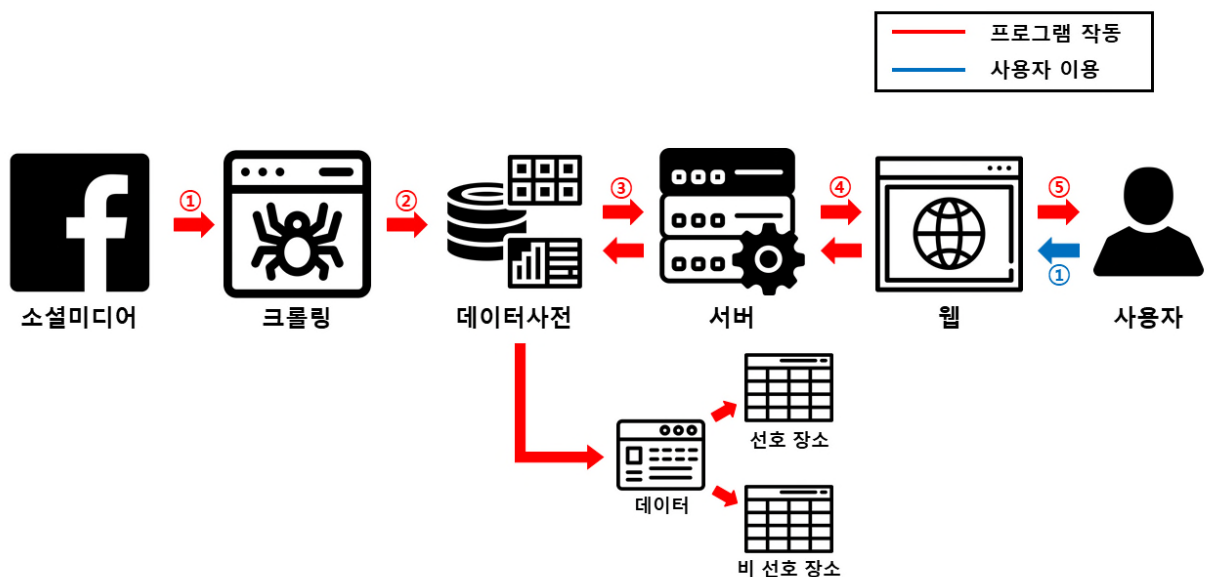 프로그램 작동
사용자 이용
① ② ③ ④ ⑤
①
소셜미디어 크롤링 데이터사전 서버 웹 사용자
선호 장소
데이터
비 선호 장소